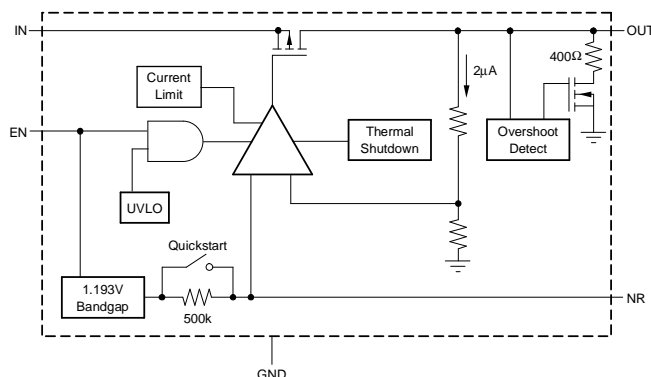 IN
OUT
400Ω
2μA
Current
Limit
EN
Thermal
Shutdown
Overshoot
Detect
UVLO
Quickstart
1.193V
Bandgap
500k
NR
GND